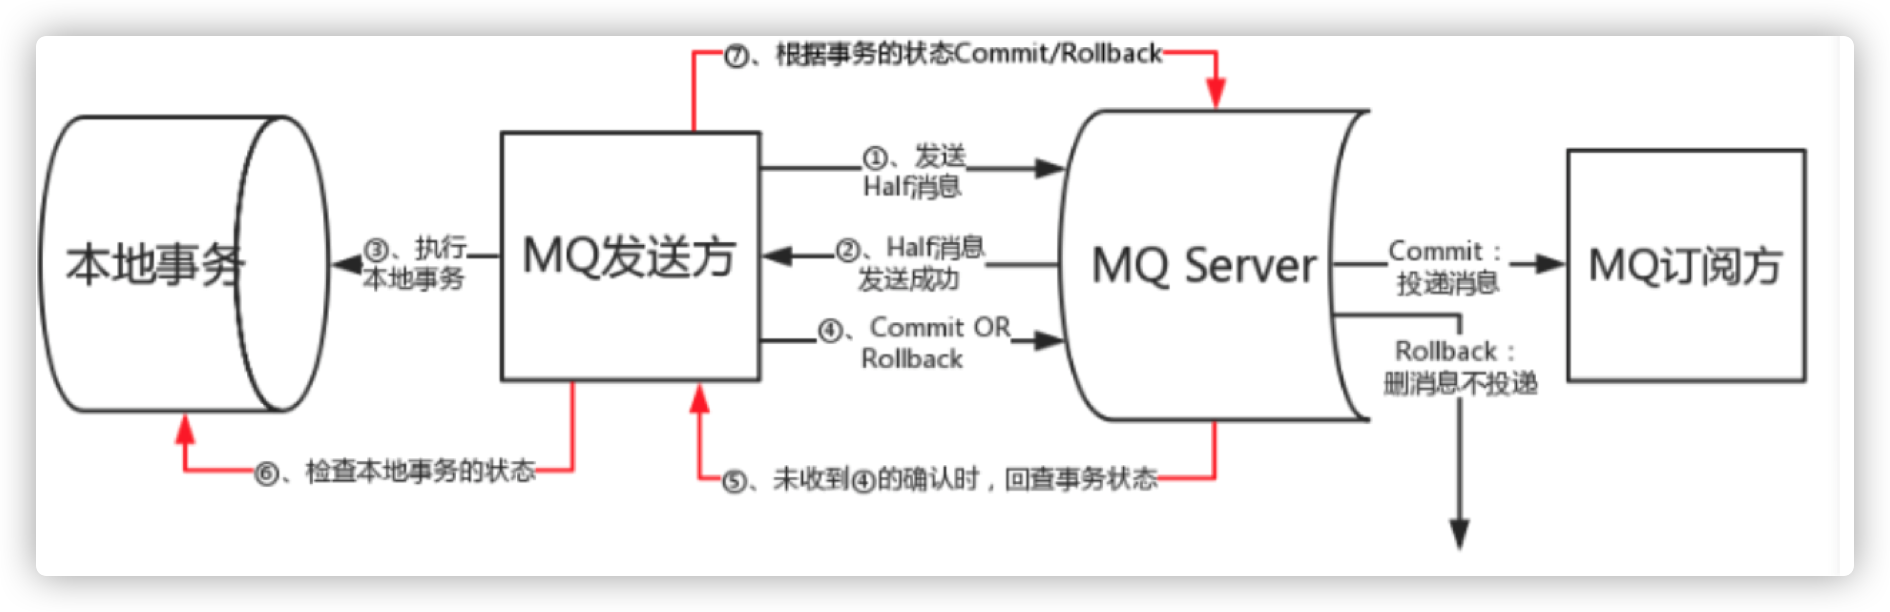 ⑦、根据事务的状态Commit/Rollback
①、发送
Half消息
本地事务
③、执行
本地事务
MQ发送方
②、Half消息
发送成功
MQ Server
Commit：
投递消息
MQ订阅方
④、Commit OR
Rollback
Rollback：
删消息不投递
⑥、检查本地事务的状态
⑤、未收到④的确认时，回查事务状态